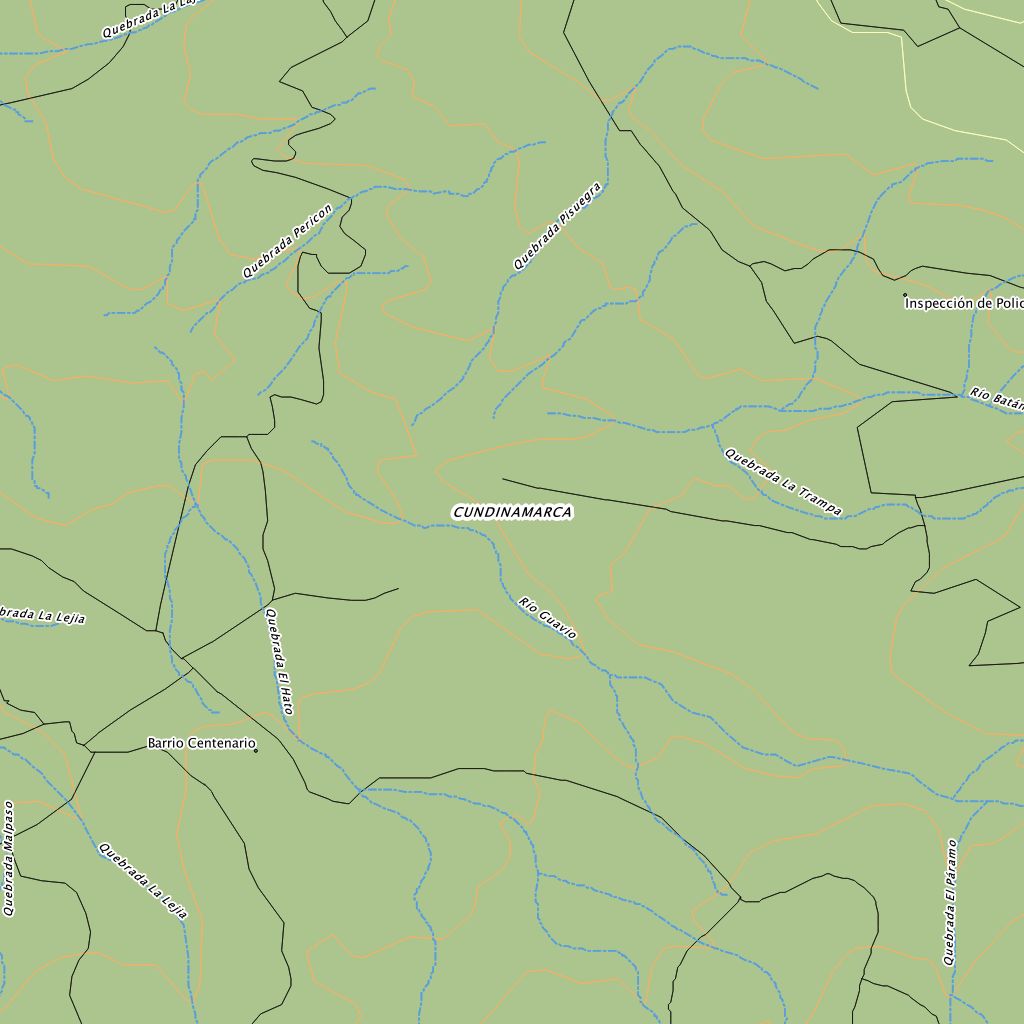 Quebrada La Laj
Quebrada Pericon
Quebrada Pisuegra
Inspección de Polic
Río Batán
Quebrada La Trampa
CUNDINAMARCA
Río Guavio
brada La Lejia
Quebrada El Hato
Barrio Centenario
Quebrada Malpaso
Quebrada La Lejia
Quebrada El Páramo